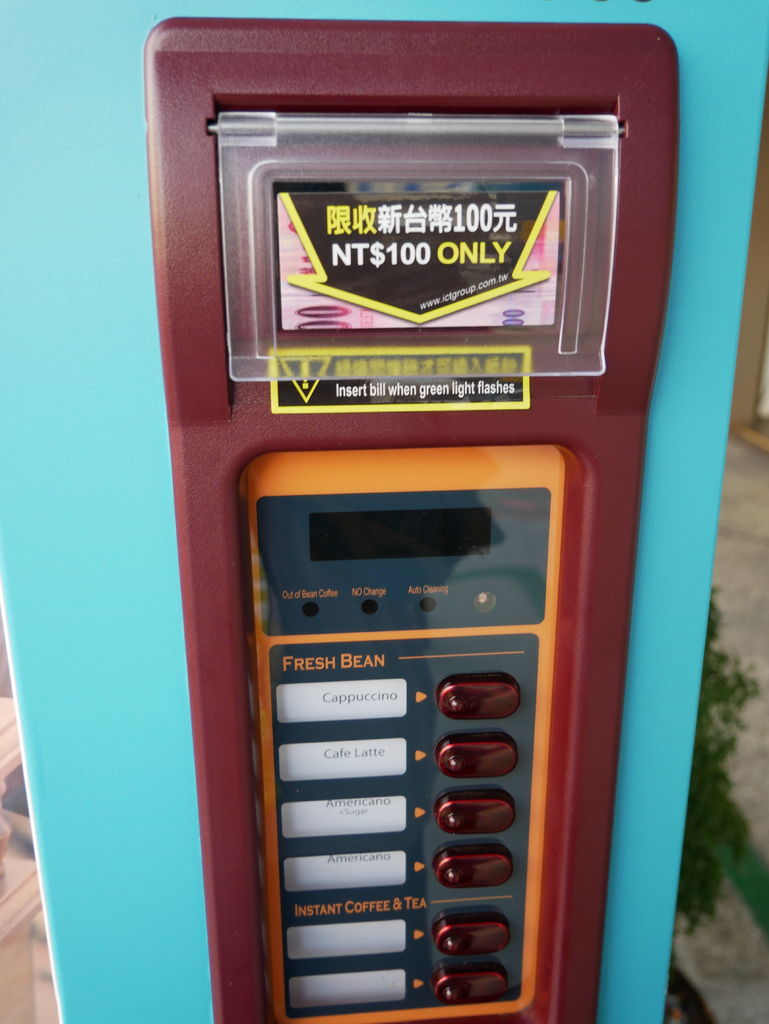 限收新台幣100元
NT$100 ONLY
www.ictgroup.com.tw
Insert bill when green light flashes
Out of Bean Coffee
NO Change
Auto Cleaning
FRESH BEAN
Cappuccino
Cafe Latte
Americano
+Sugar
Americano
INSTANT COFFEE & TEA